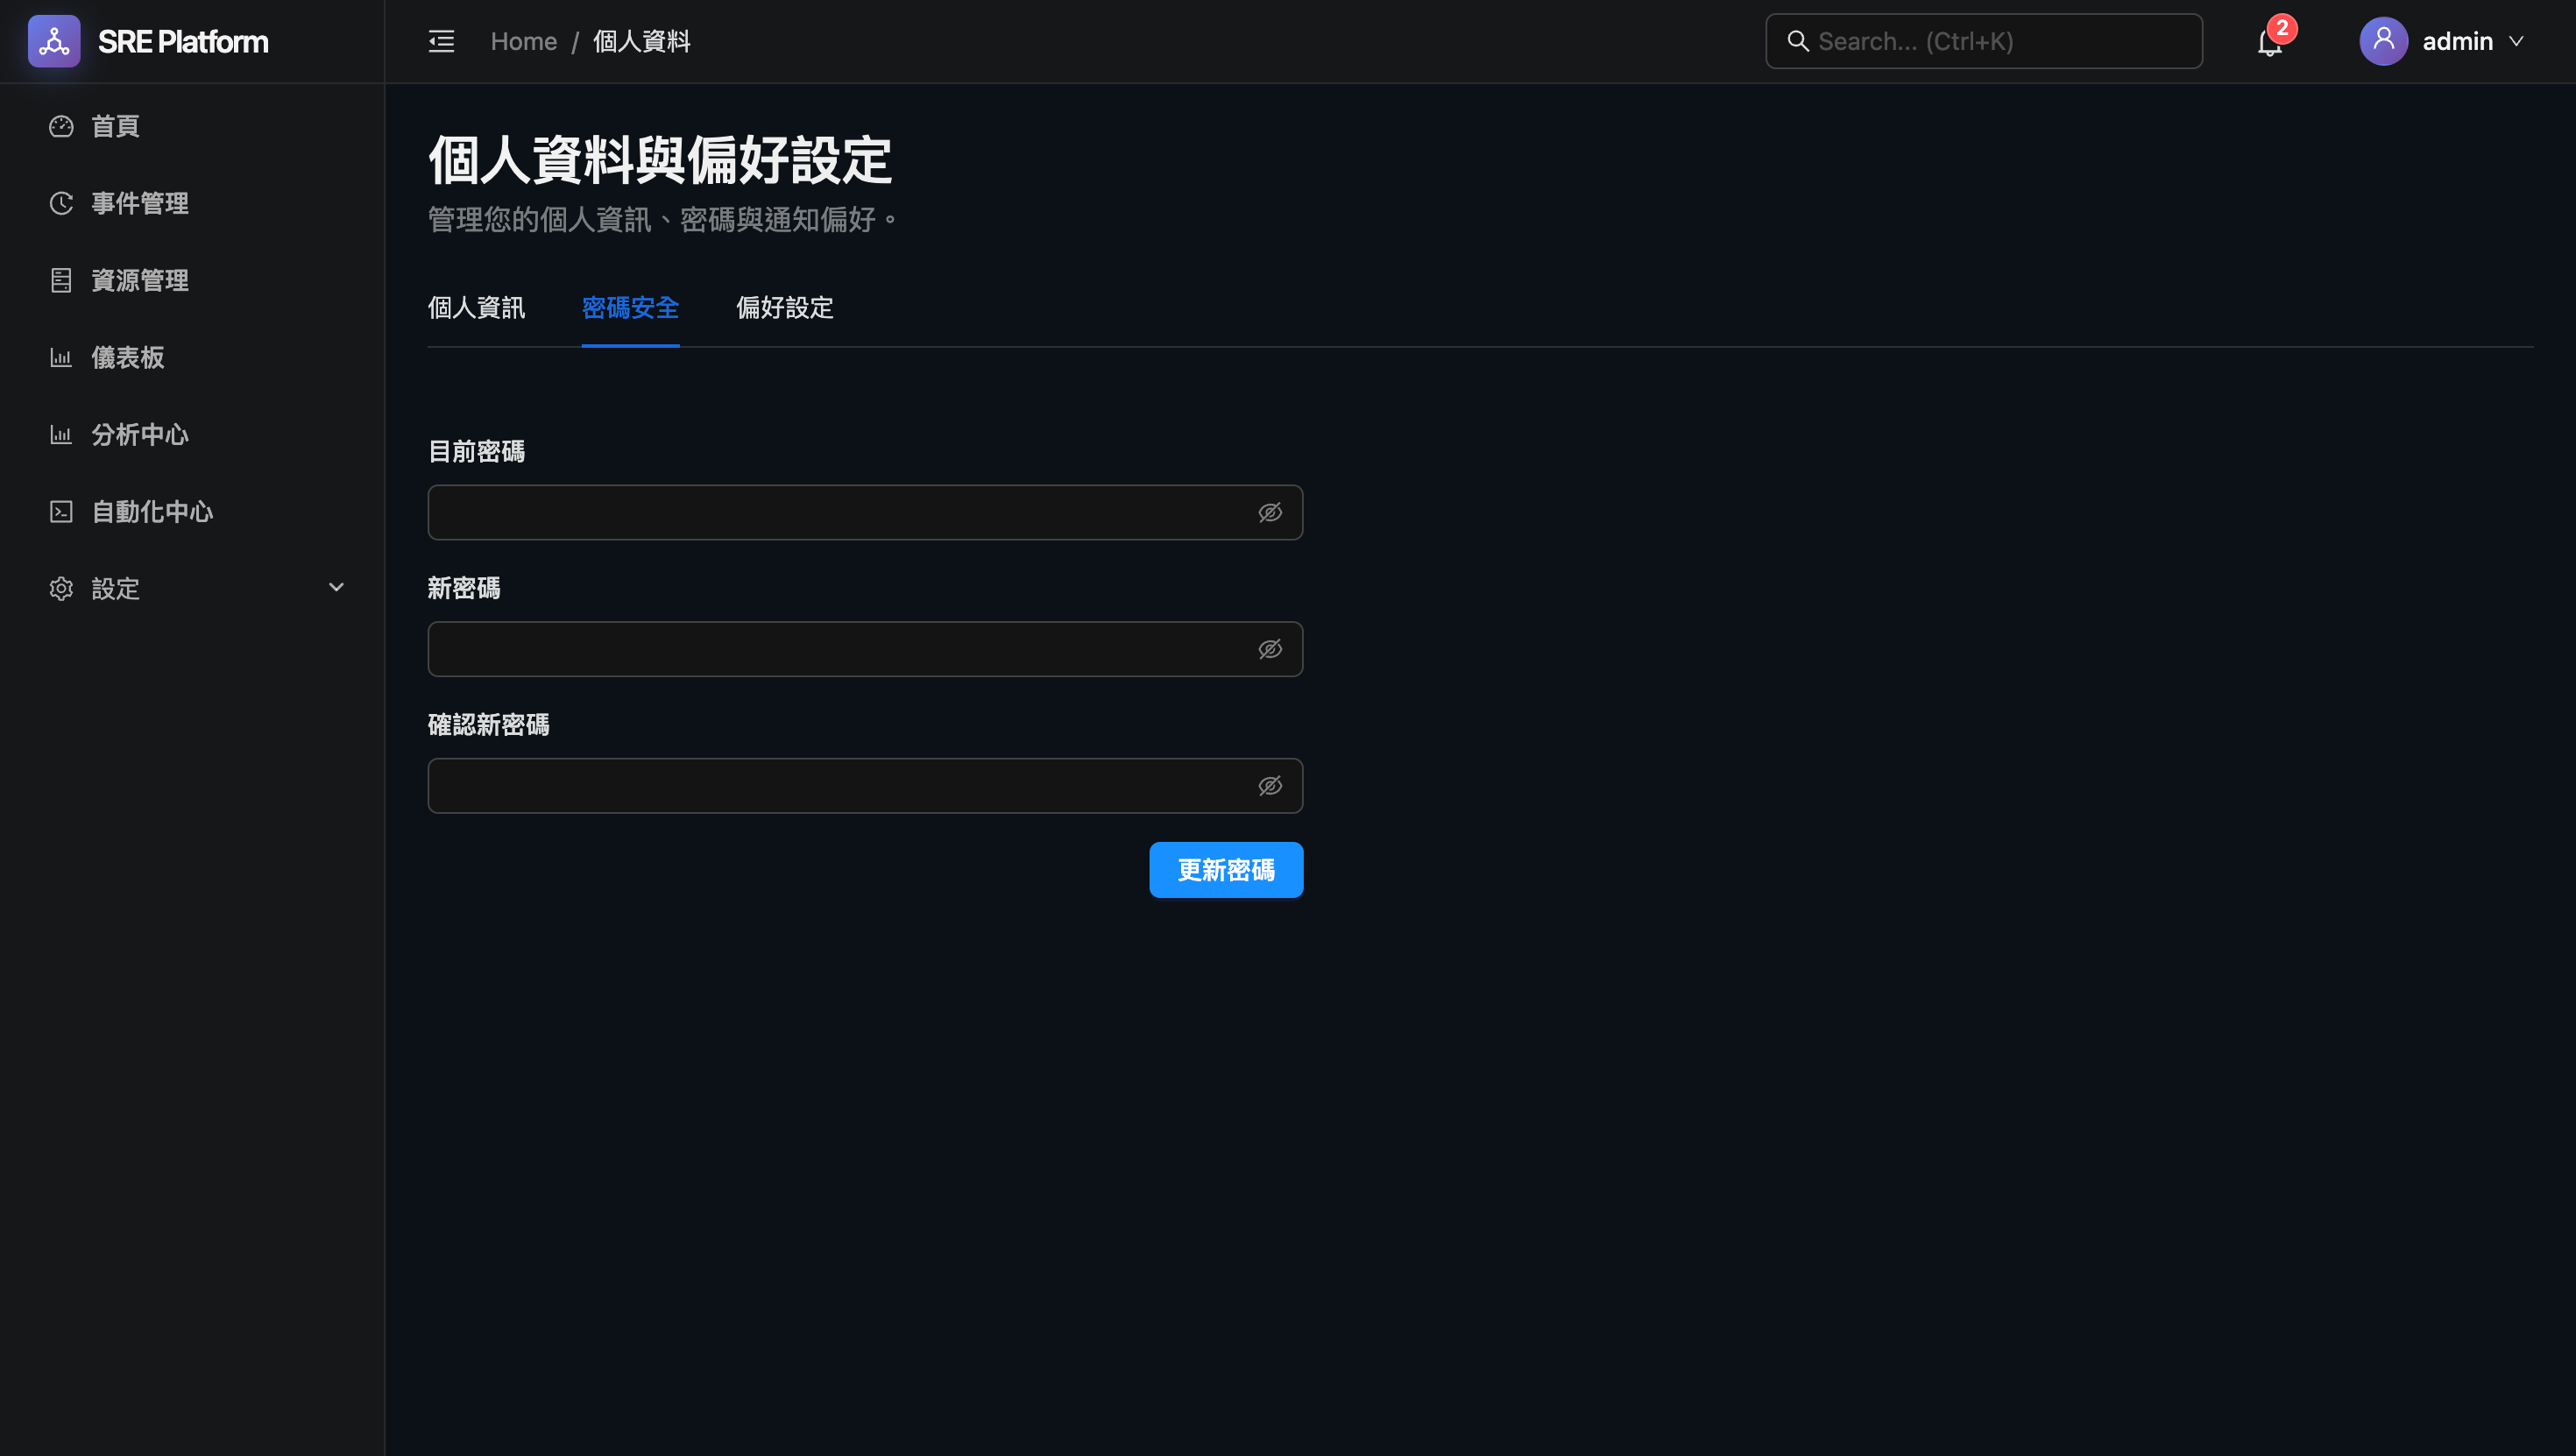 SRE Platform
Home / 個人資料
Search... (Ctrl+K)
2
admin
首頁
事件管理
資源管理
儀表板
分析中心
自動化中心
設定
個人資料與偏好設定
管理您的個人資訊、密碼與通知偏好。
個人資訊 密碼安全 偏好設定
目前密碼
新密碼
確認新密碼
更新密碼